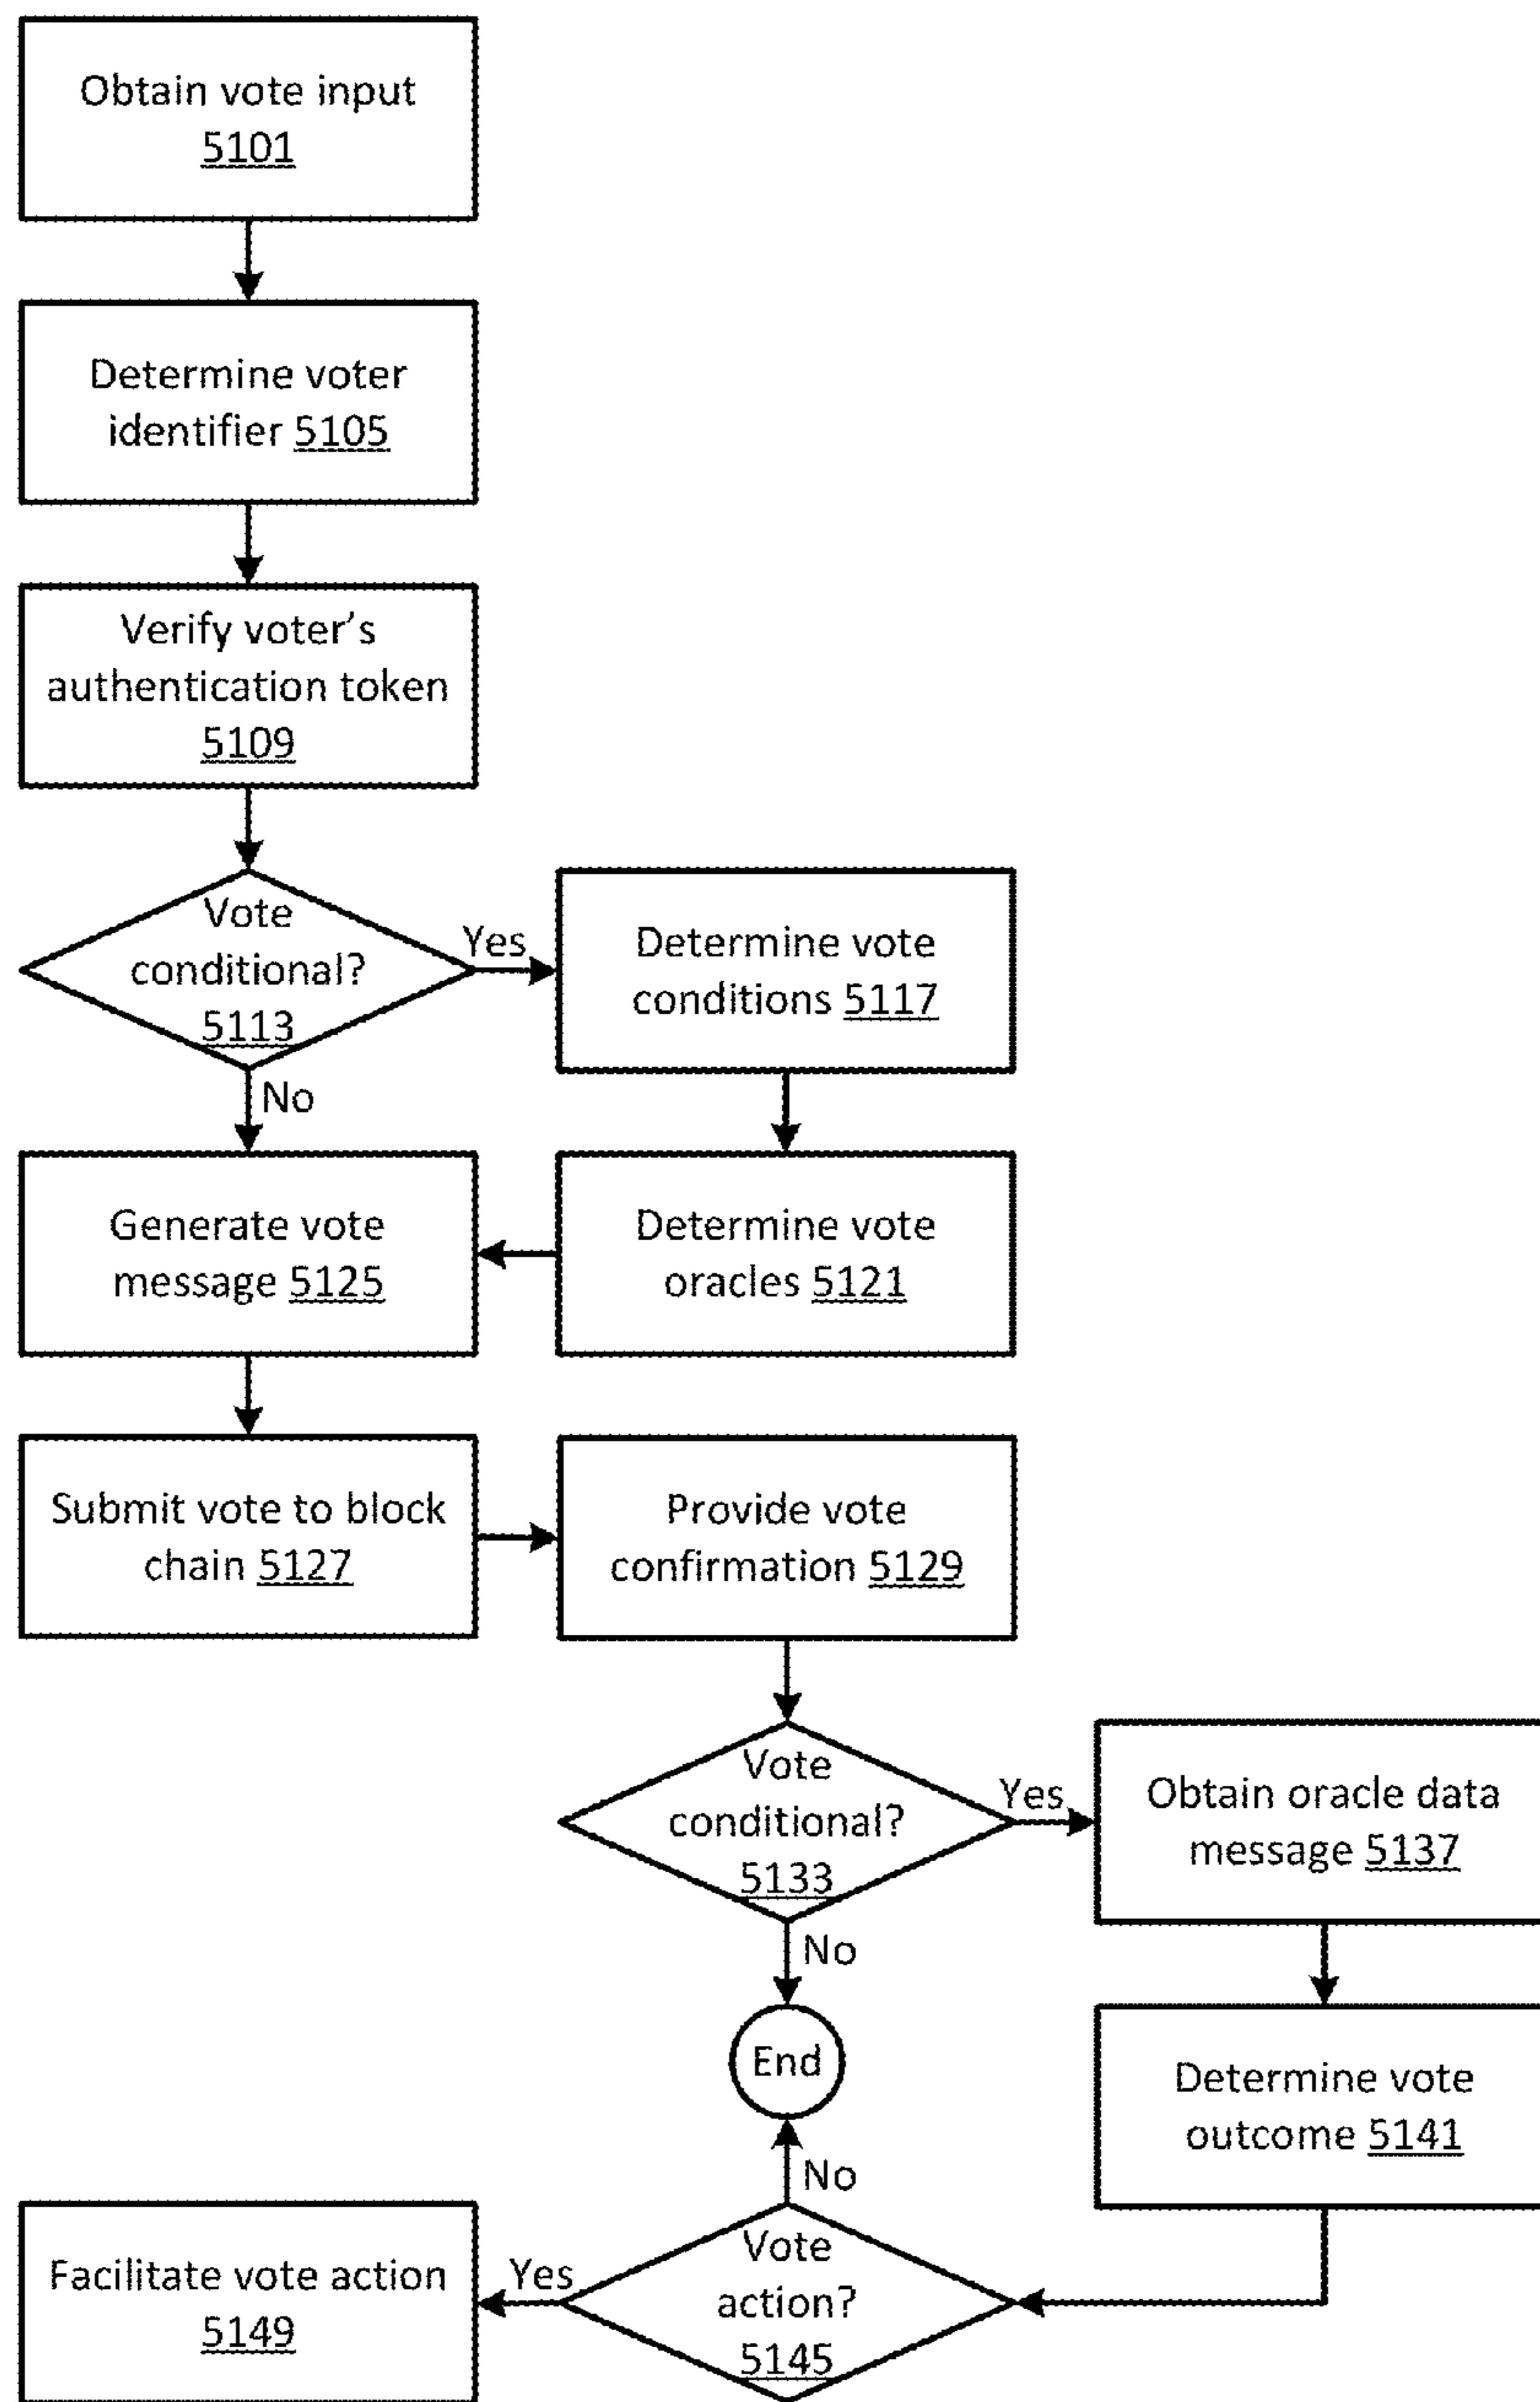 Obtain vote input
5101
Determine voter
identifier 5105
Verify voter’s
authentication token
5109
Vote
conditional?
5113
Yes
No
Determine vote
conditions 5117
Determine vote
oracles 5121
Generate vote
message 5125
Submit vote to block
chain 5127
Provide vote
confirmation 5129
Vote
conditional?
5133
Yes
No
Obtain oracle data
message 5137
Determine vote
outcome 5141
End
No
Vote
action?
5145
Yes
Facilitate vote action
5149